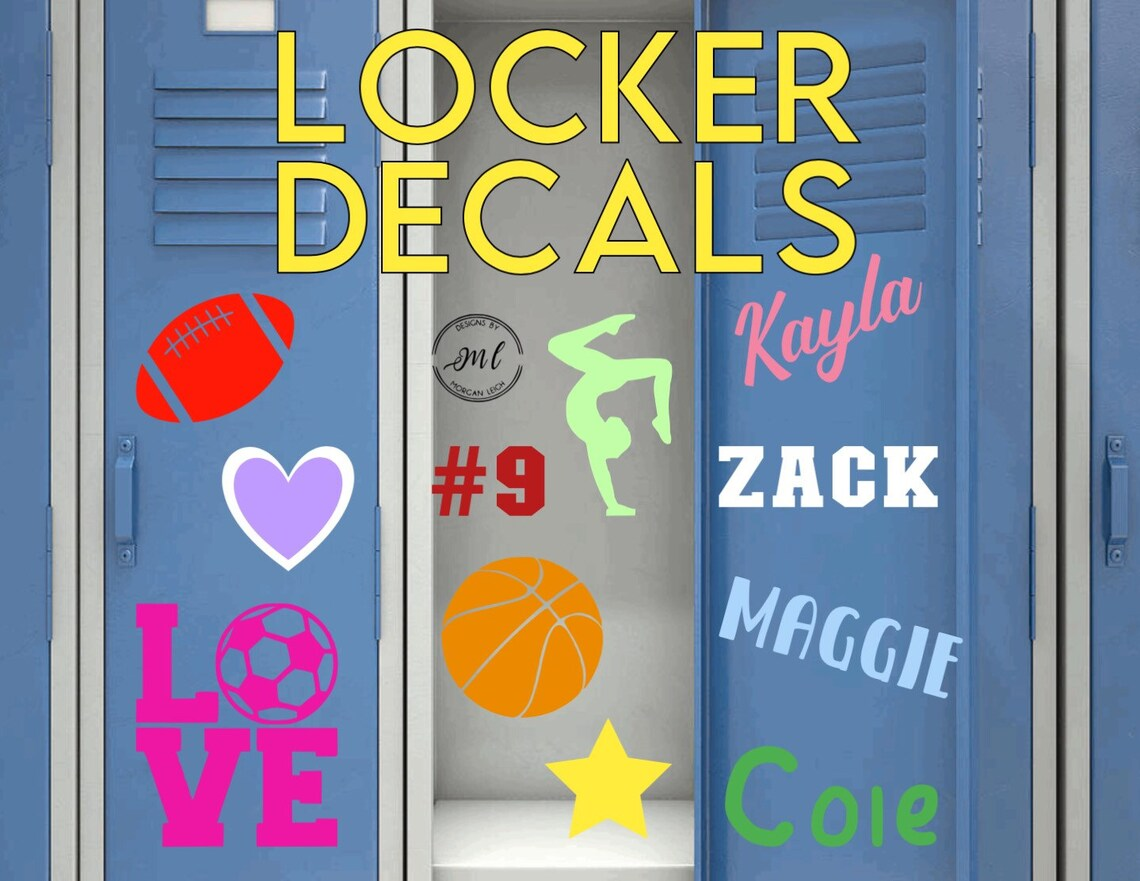 LOCKER
DECALS
DESIGNS BY
ml
MORGAN LEIGH
Kayla
#9
ZACK
LOVE
MAGGIE
Cole